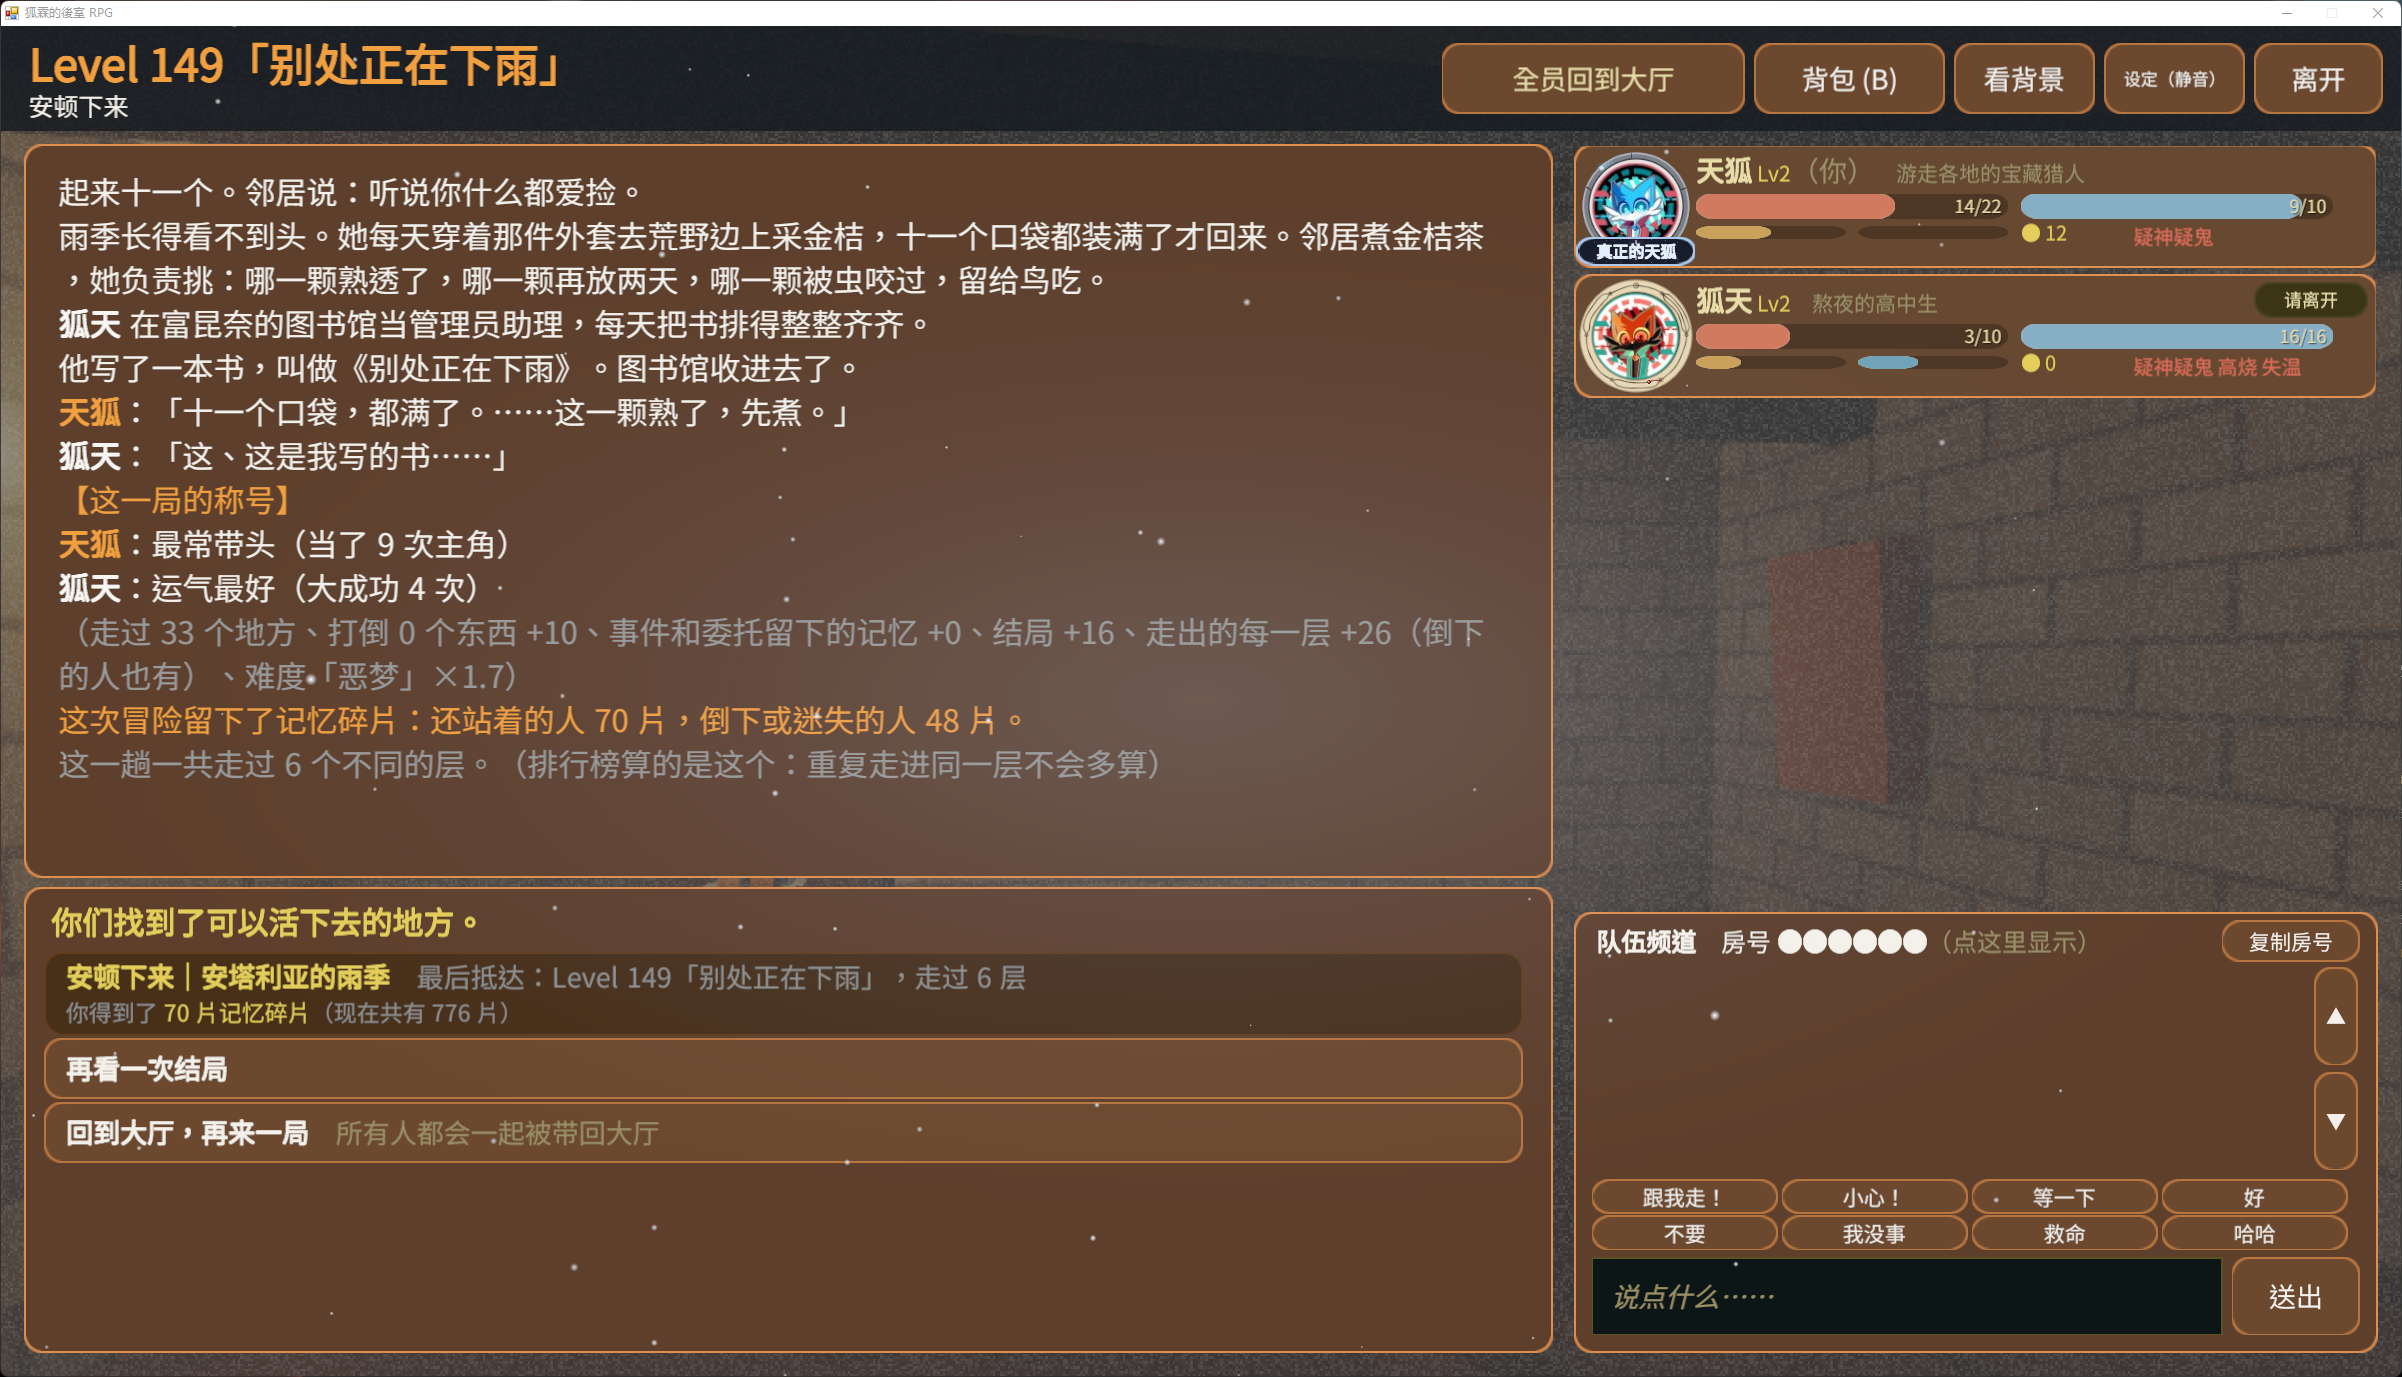 狐霖的後室 RPG
Level 149「别处正在下雨」
安顿下来
全员回到大厅
背包 (B)
看背景
设定（静音）
离开
起来十一个。邻居说：听说你什么都爱捡。
雨季长得看不到头。她每天穿着那件外套去荒野边上采金桔，十一个口袋都装满了才回来。邻居煮金桔茶
，她负责挑：哪一颗熟透了，哪一颗再放两天，哪一颗被虫咬过，留给鸟吃。
狐天 在富昆奈的图书馆当管理员助理，每天把书排得整整齐齐。
他写了一本书，叫做《别处正在下雨》。图书馆收进去了。
天狐：「十一个口袋，都满了。……这一颗熟了，先煮。」
狐天：「这、这是我写的书……」
【这一局的称号】
天狐：最常带头（当了 9 次主角）
狐天：运气最好（大成功 4 次）
（走过 33 个地方、打倒 0 个东西 +10、事件和委托留下的记忆 +0、结局 +16、走出的每一层 +26（倒下
的人也有）、难度「恶梦」×1.7）
这次冒险留下了记忆碎片：还站着的人 70 片，倒下或迷失的人 48 片。
这一趟一共走过 6 个不同的层。（排行榜算的是这个：重复走进同一层不会多算）
天狐 Lv2（你） 游走各地的宝藏猎人
14/22
9/10
12
疑神疑鬼
真正的天狐
狐天 Lv2 熬夜的高中生
请离开
3/10
16/16
0
疑神疑鬼 高烧 失温
你们找到了可以活下去的地方。
安顿下来｜安塔利亚的雨季 最后抵达：Level 149「别处正在下雨」，走过 6 层
你得到了 70 片记忆碎片（现在共有 776 片）
再看一次结局
回到大厅，再来一局 所有人都会一起被带回大厅
队伍频道 房号 ●●●●●●（点这里显示）
复制房号
▲
▼
跟我走！
小心！
等一下
好
不要
我没事
救命
哈哈
说点什么……
送出